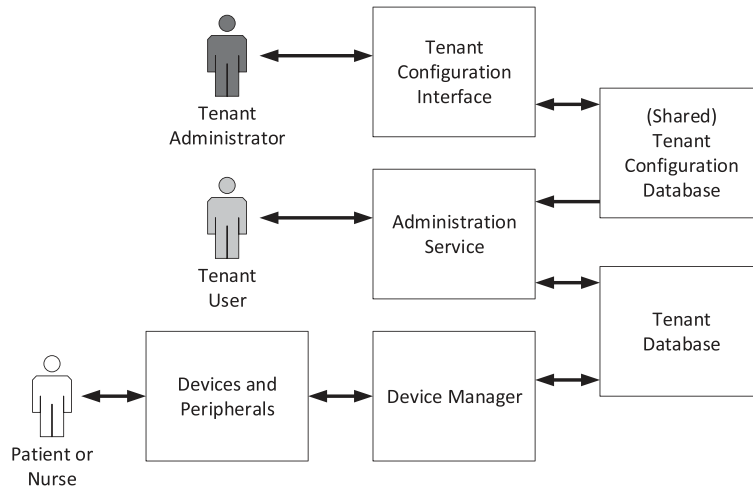 Tenant
Administrator
Tenant
Configuration
Interface
(Shared)
Tenant
Configuration
Database
Tenant
User
Administration
Service
Tenant
Database
Patient or
Nurse
Devices and
Peripherals
Device Manager